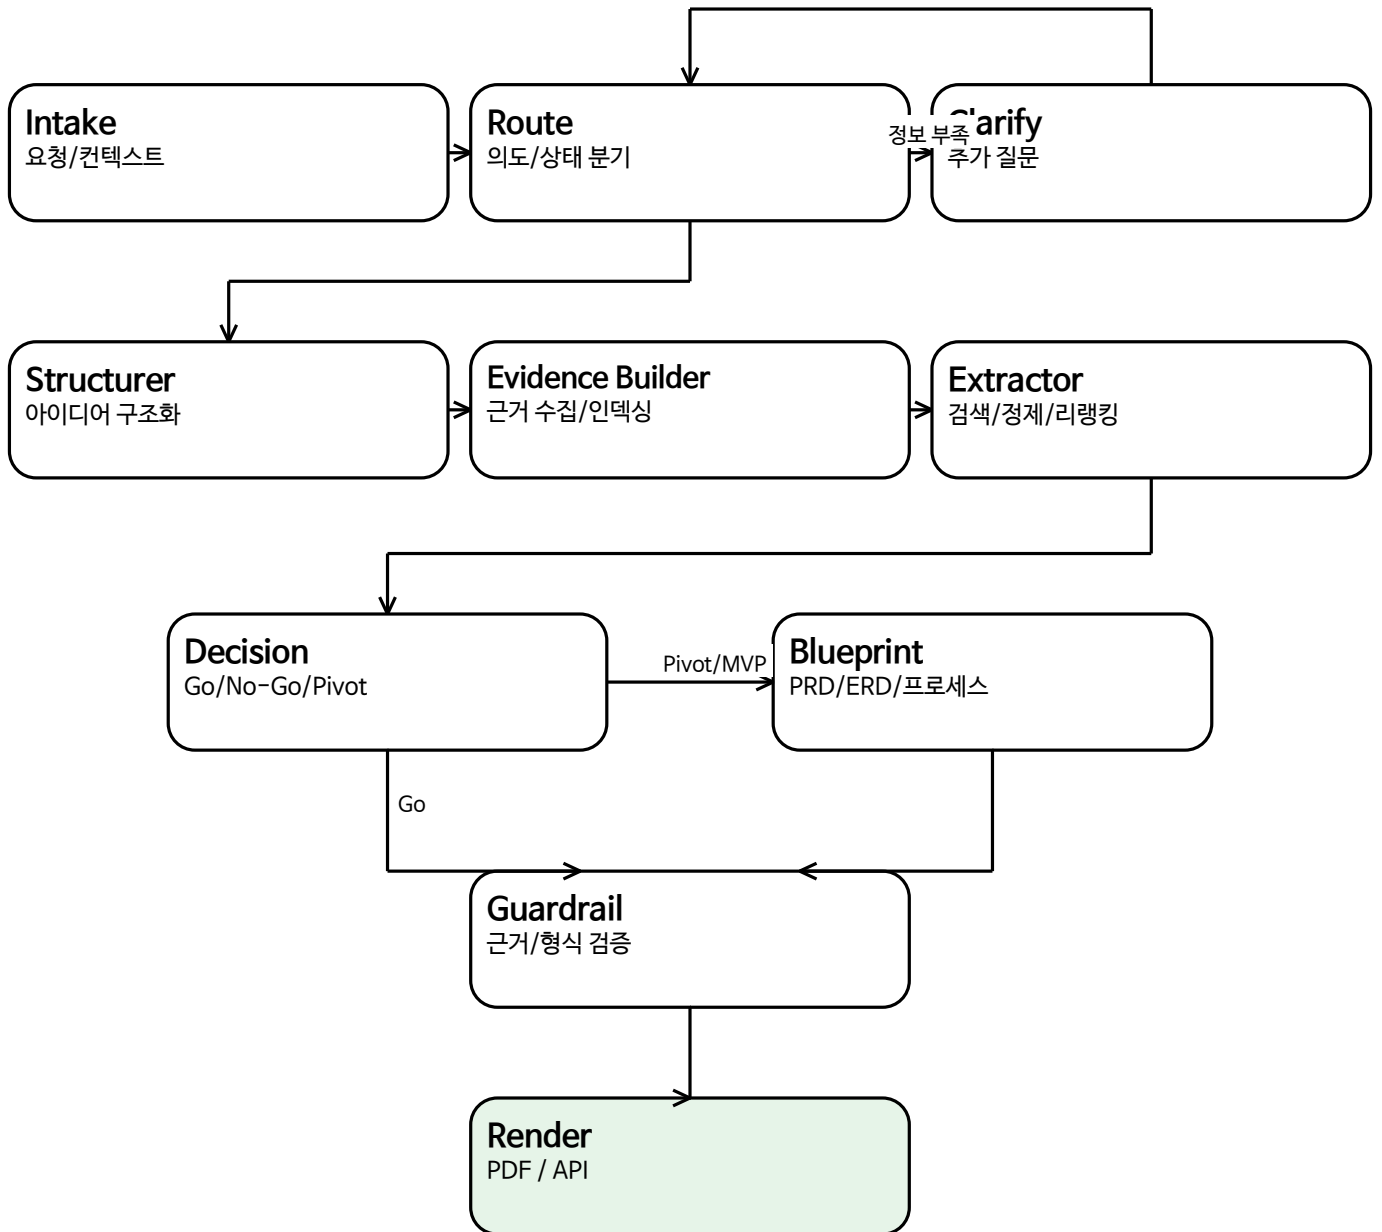 Intake
요청/컨텍스트
Route
의도/상태 분기
정보 부족
Clarify
추가 질문
Structurer
아이디어 구조화
Evidence Builder
근거 수집/인덱싱
Extractor
검색/정제/리랭킹
Decision
Go/No-Go/Pivot
Pivot/MVP
Blueprint
PRD/ERD/프로세스
Go
Guardrail
근거/형식 검증
Render
PDF / API